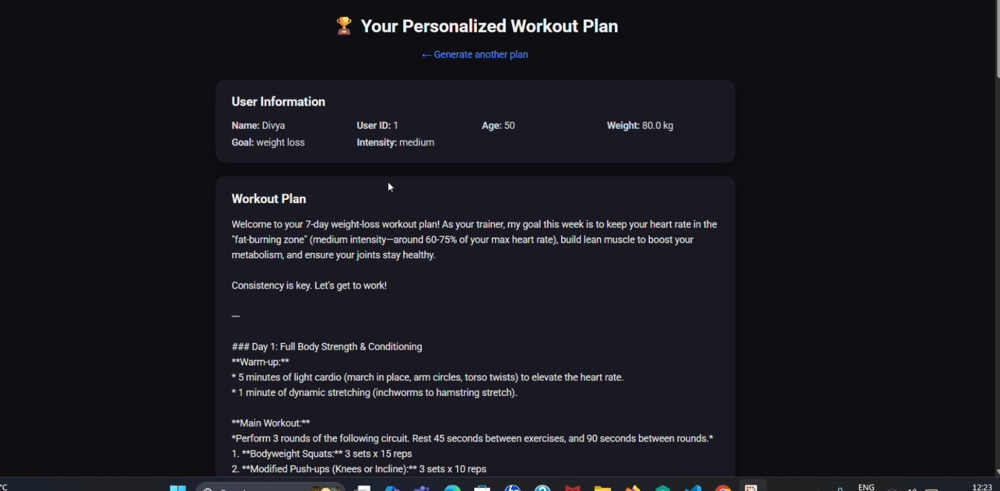 🏆 Your Personalized Workout Plan
← Generate another plan
User Information
Name: Divya User ID: 1 Age: 50 Weight: 80.0 kg
Goal: weight loss Intensity: medium
Workout Plan
Welcome to your 7-day weight-loss workout plan! As your trainer, my goal this week is to keep your heart rate in the
"fat-burning zone" (medium intensity—around 60-75% of your max heart rate), build lean muscle to boost your
metabolism, and ensure your joints stay healthy.
Consistency is key. Let's get to work!
---
### Day 1: Full Body Strength & Conditioning
**Warm-up:**
* 5 minutes of light cardio (march in place, arm circles, torso twists) to elevate the heart rate.
* 1 minute of dynamic stretching (inchworms to hamstring stretch).
**Main Workout:**
*Perform 3 rounds of the following circuit. Rest 45 seconds between exercises, and 90 seconds between rounds.*
1. **Bodyweight Squats:** 3 sets x 15 reps
2. **Modified Push-ups (Knees or Incline):** 3 sets x 10 reps
°C ENG 12:23